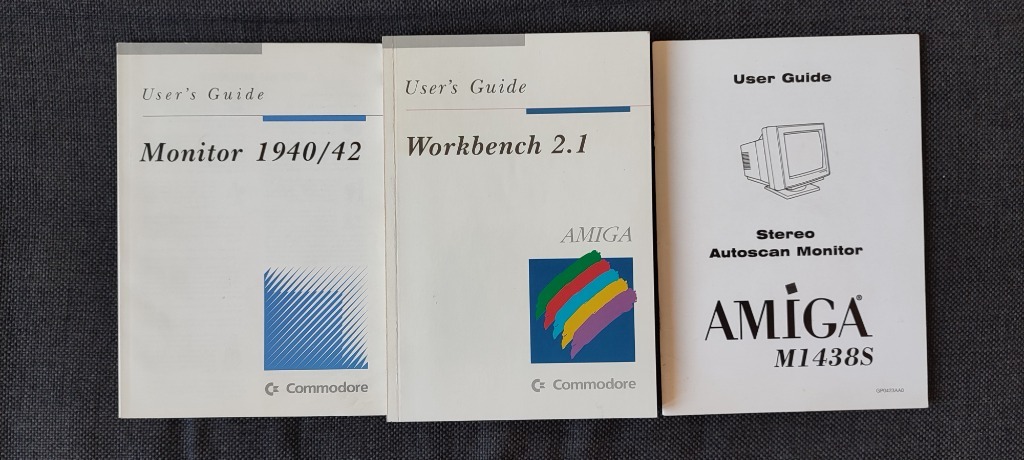 User's Guide
Monitor 1940/42
Commodore
User's Guide
Workbench 2.1
AMIGA
Commodore
User Guide
Stereo
Autoscan Monitor
AMIGA®
M1438S